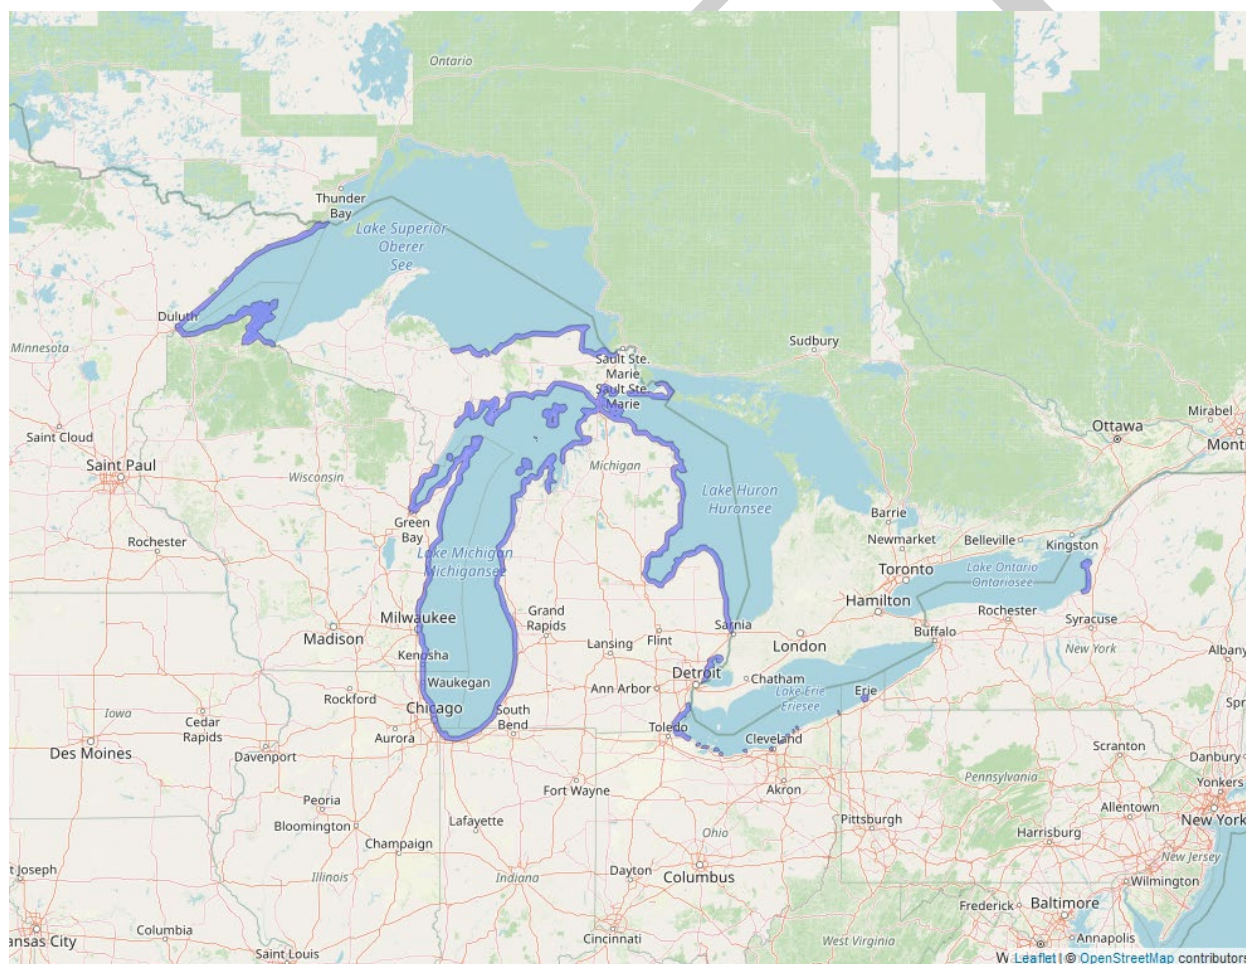 Ontario
Thunder
Bay
Lake Superior
Oberer
See
Duluth
Minnesota
Sudbury
Sault Ste.
Marie
Sault Ste.
Marie
Mirabel
Ottawa
Mont
Saint Cloud
Saint Paul
Wisconsin
Michigan
Lake Huron
Huronsee
Barrie
Green
Bay
Newmarket
Belleville
Kingston
Rochester
Lake Michigan
Michigansee
Toronto
Lake Ontario
Ontariosee
Hamilton
Rochester
Syracuse
Milwaukee
Grand
Rapids
Madison
Lansing
Flint
Sarnia
London
Buffalo
New York
Albany
Kenosha
Waukegan
Detroit
Ann Arbor
Chatham
Lake Erie
Eriesee
Erie
Rockford
Chicago
South
Bend
Iowa
Cedar
Rapids
Aurora
Toledo
Cleveland
Spr
Des Moines
Davenport
Scranton
Danbury
Fort Wayne
Akron
Pennsylvania
Yonkers
Peoria
Allentown
New York
Bloomington
Lafayette
Ohio
Pittsburgh
Harrisburg
Champaign
New Jersey
t Joseph
Illinois
Indiana
Dayton
Columbus
Wilmington
Frederick
Baltimore
Columbia
ansas City
Cincinnati
West Virginia
Annapolis
Saint Louis
W Leaflet | © OpenStreetMap contributors